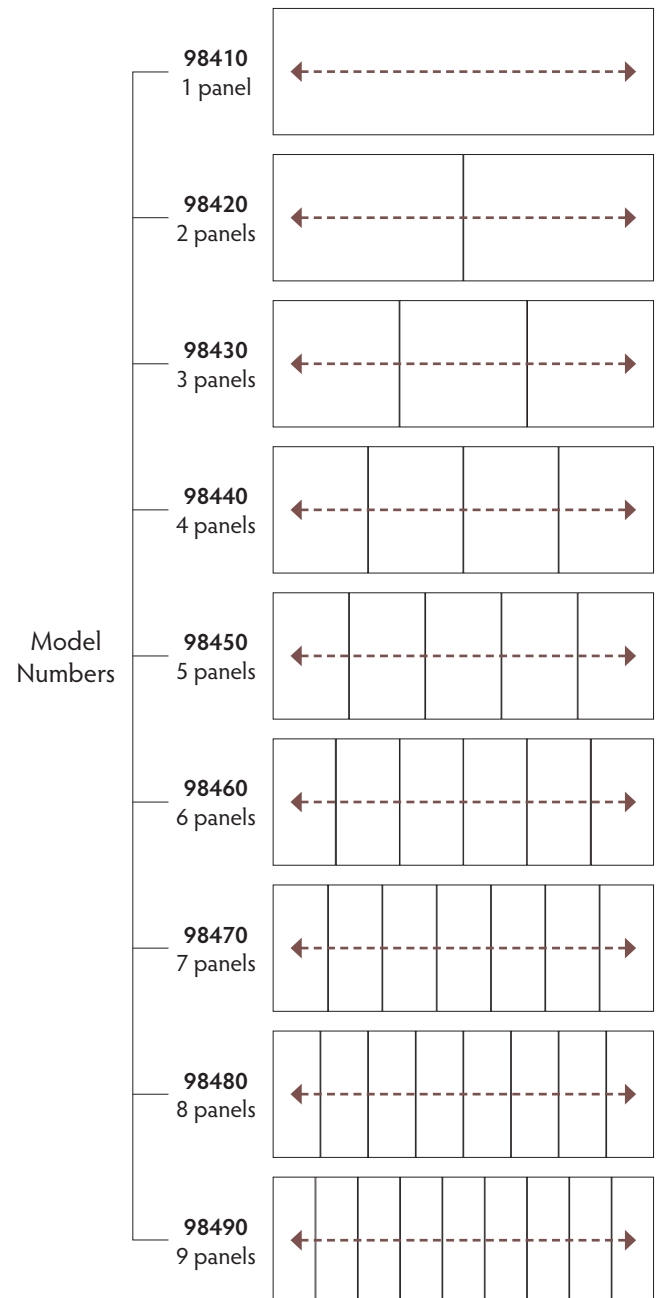 98410
1 panel
98420
2 panels
98430
3 panels
98440
4 panels
Model
Numbers
98450
5 panels
98460
6 panels
98470
7 panels
98480
8 panels
98490
9 panels